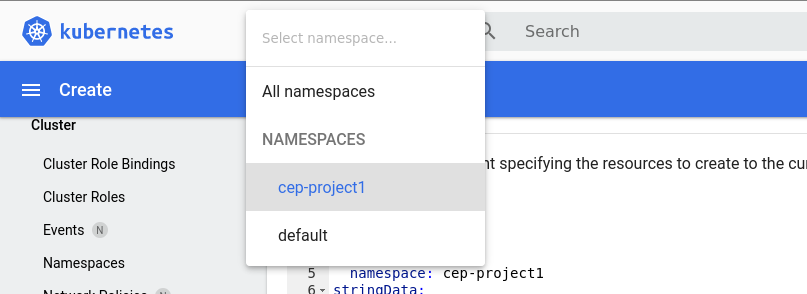 kubernetes
Select namespace...
Search
Create
All namespaces
Cluster
NAMESPACES
Cluster Role Bindings
nt specifying the resources to create to the cu
cep-project1
Cluster Roles
Events N
default
Namespaces
5 namespace: cep-project1
6 stringData:
Network Policies N